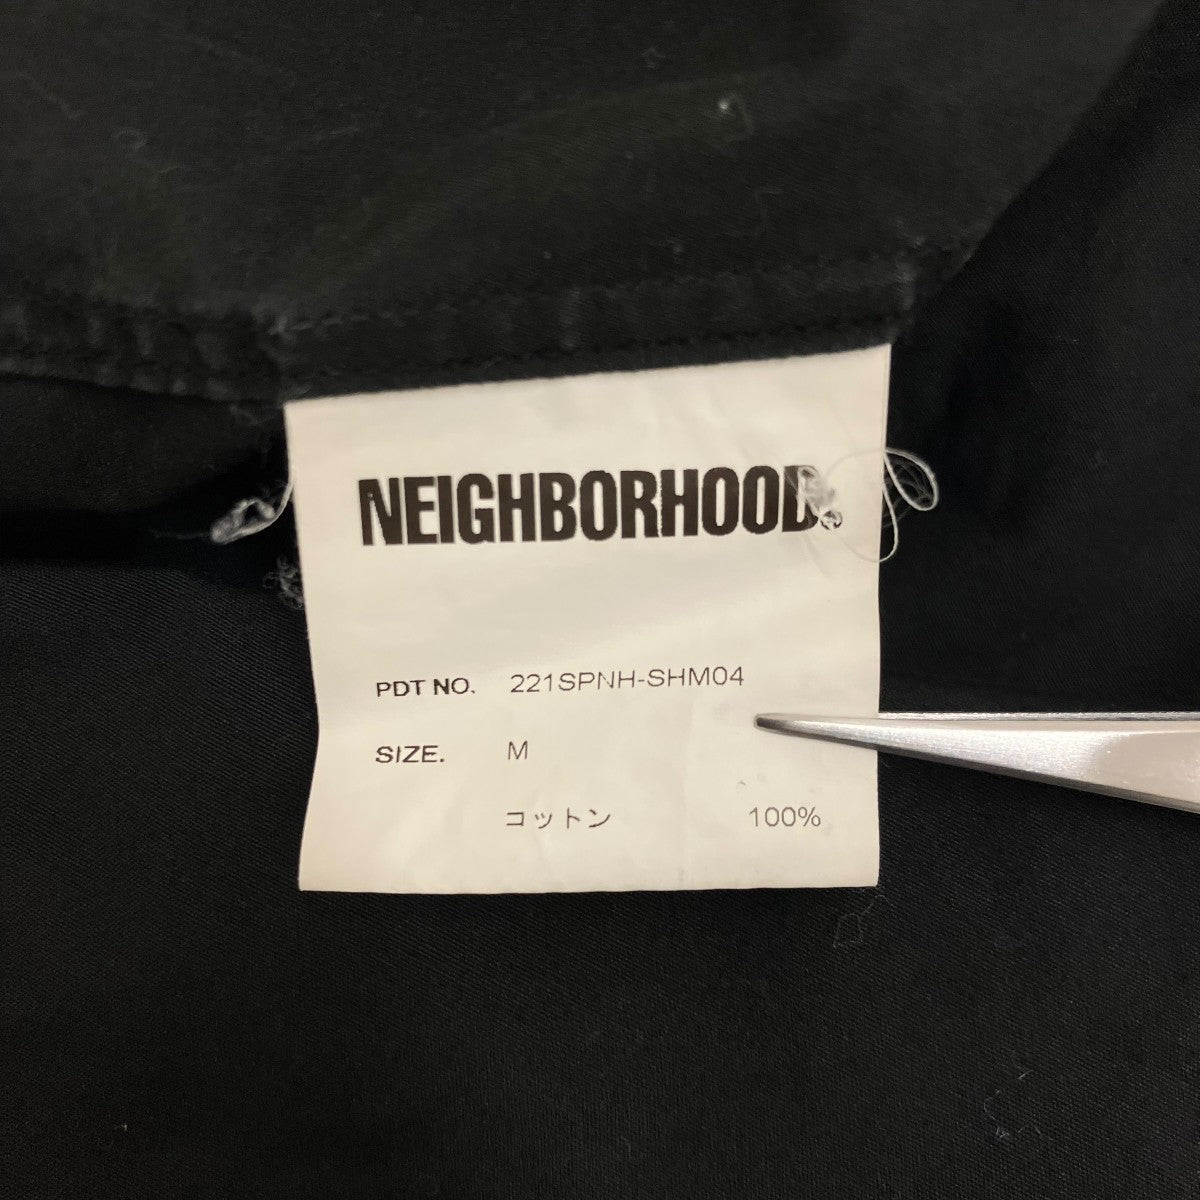 NEIGHBORHOOD®
PDT NO. 221SPNH-SHM04
SIZE. M
コットン 100%